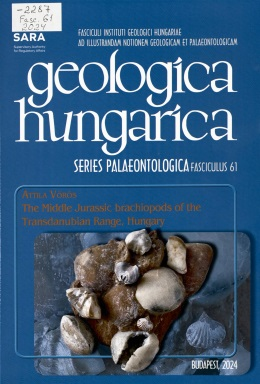 -2287
Fasc. 61
2024
SARA
Supervisory Authority
for Regulatory Affairs
FASCICULI INSTITUTI GEOLOGICI HUNGARIAE
AD ILLUSTRANDAM NOTIONEM GEOLOGICAM ET PALAEONTOLOGICAM
geologica
hungarica
SERIES PALAEONTOLOGICA FASCICULUS 61
ATTILA VÖRÖS
The Middle Jurassic brachiopods of the
Transdanubian Range, Hungary
BUDAPEST, 2024